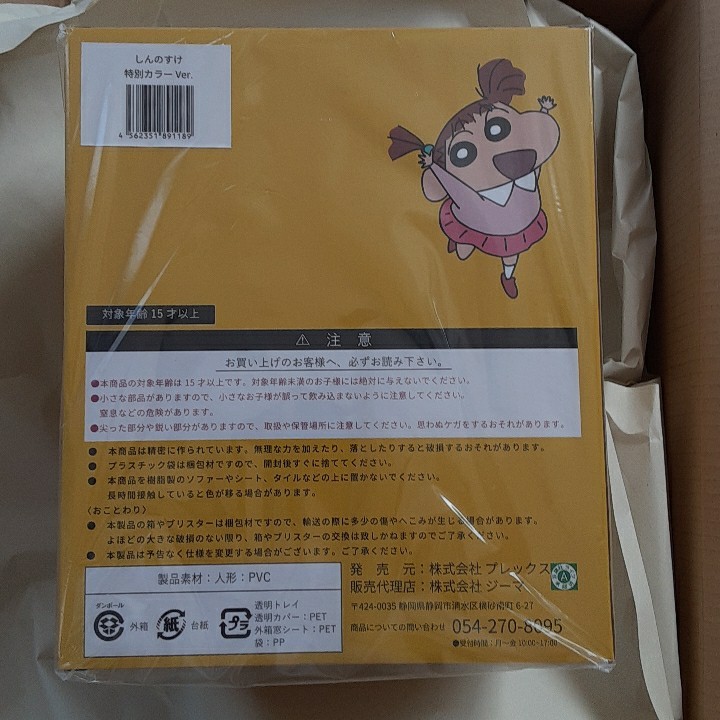 しんのすけ
特別カラー Ver.
4 562351 891189
対象年齢 15 才以上
⚠ 注 意
お買い上げのお客様へ、必ずお読み下さい。
●本商品の対象年齢は 15 才以上です。対象年齢未満のお子様には絶対に与えないでください。
●小さな部品がありますので、小さなお子様が誤って飲み込まないように注意してください。
窒息などの危険があります。
●尖った部分や鋭い部分がありますので、取扱や保管場所に注意してください。思わぬケガをするおそれがあります。
● 本商品は精密に作られています。無理な力を加えたり、落としたりすると破損するおそれがあります。
● プラスチック袋は梱包材ですので、開封後すぐに捨ててください。
● 本商品を樹脂製のソファーやシート、タイルなどの上に置かないでください。
長時間接触していると色が移る場合があります。
〈おことわり〉
● 本製品の箱やブリスターは梱包材ですので、輸送の際に多少の傷やへこみが生じる場合があります。
よほどの大きな破損のない限り、箱やブリスターの交換は致しかねますのでご了承ください。
● 本製品は予告なく仕様を変更する場合がございます。ご了承ください。
製品素材：人形：PVC
ダンボール
外箱
紙
台紙
プラ
透明トレイ
透明カバー：PET
外箱窓シート：PET
袋：PP
発 売 元：株式会社 プレックス
販売代理店：株式会社 ジーマ
〒424-0035 静岡県静岡市清水区横砂南町 6-27
商品についての問い合わせ 054-270-8095
●受付時間：月〜金 10:00~17:00